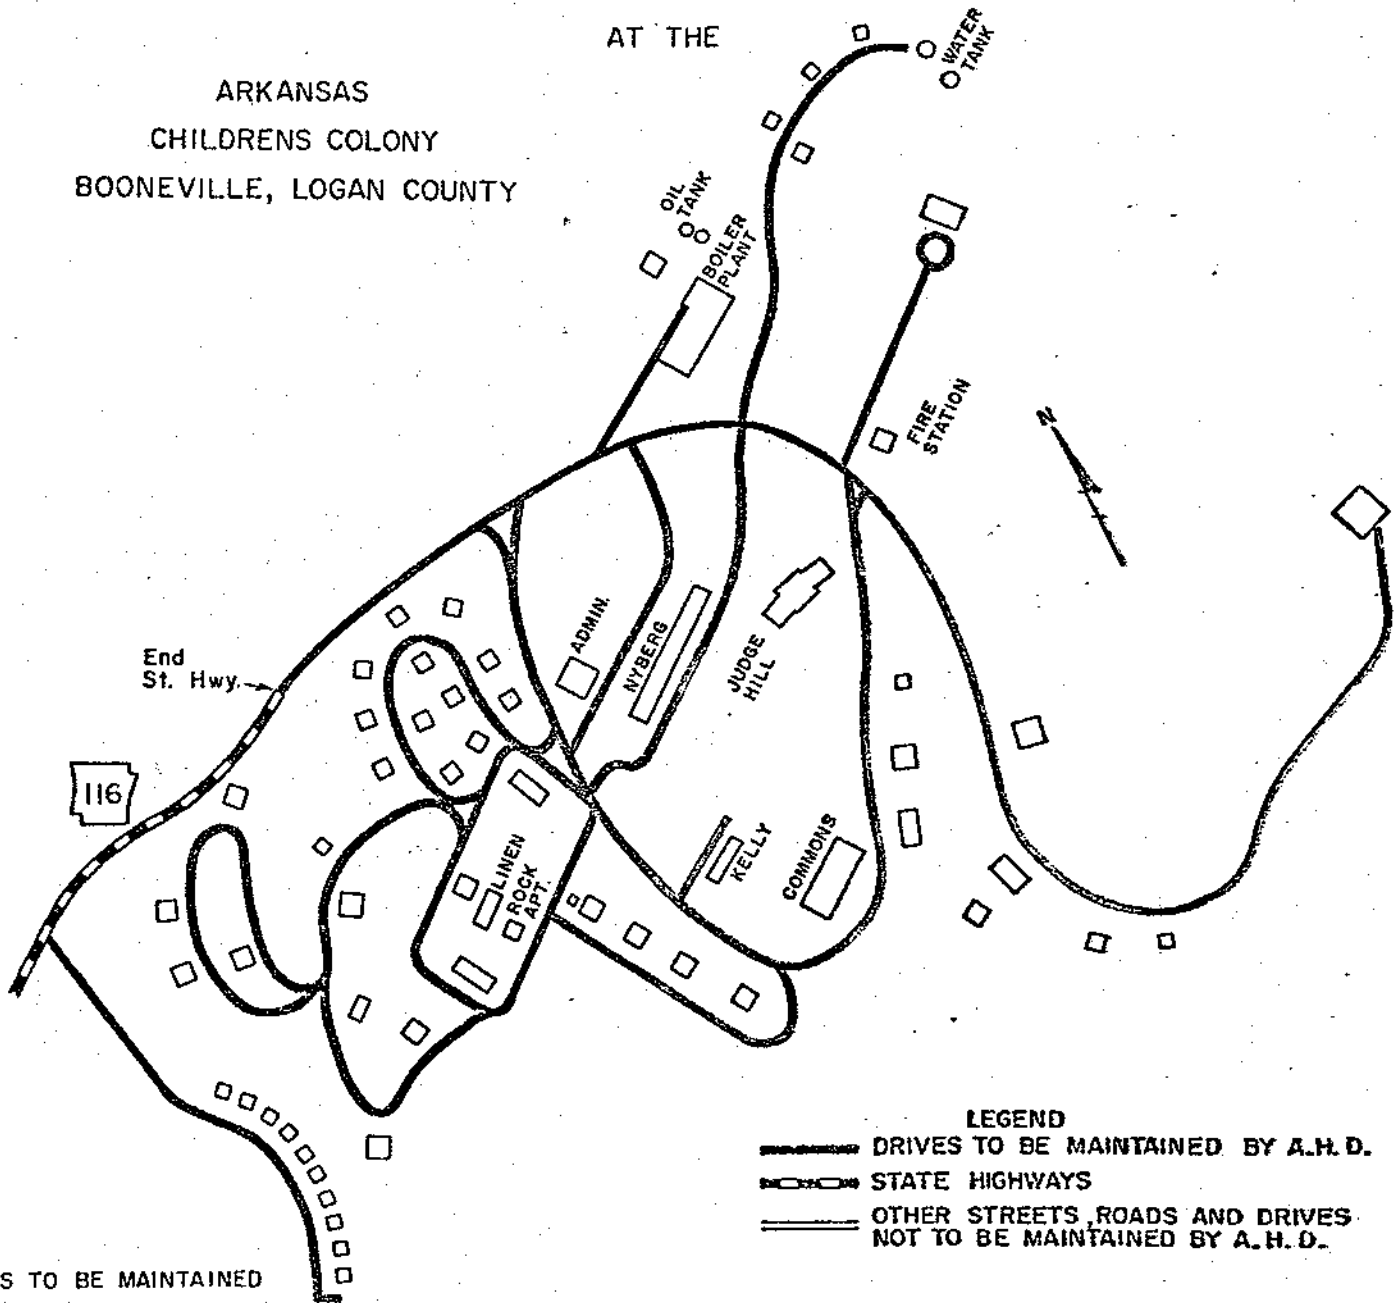 AT THE
ARKANSAS
CHILDRENS COLONY
BOONEVILLE, LOGAN COUNTY
WATER
TANK
OIL
TANK
BOILER
PLANT
FIRE
STATION
N
End
St. Hwy.
116
ADMIN.
NYBERG
JUDGE
HILL
LINEN
ROCK
APT.
KELLY
COMMONS
LEGEND
DRIVES TO BE MAINTAINED BY A.H.D.
STATE HIGHWAYS
OTHER STREETS, ROADS AND DRIVES
NOT TO BE MAINTAINED BY A.H.D.
S TO BE MAINTAINED